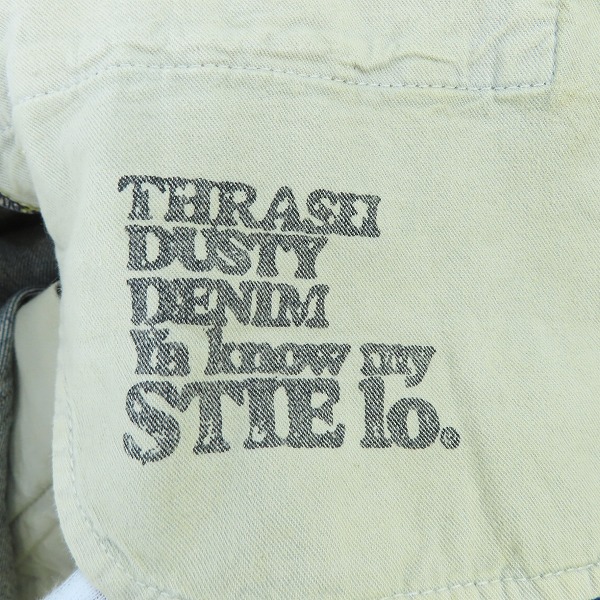 THRASH
DUSTY
DENIM
Ya know my
STIE lo.®